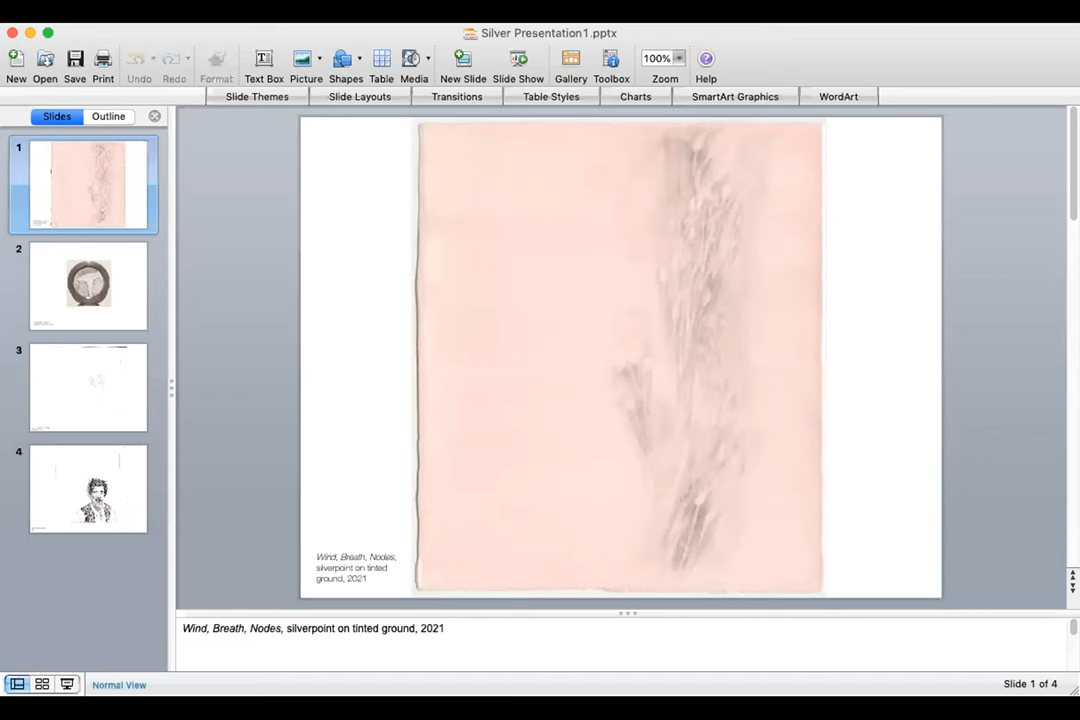 Silver Presentation1.pptx
New Open Save Print Undo Redo Format Text Box Picture Shapes Table Media New Slide Slide Show Gallery Toolbox 100% Zoom Help
Slide Themes Slide Layouts Transitions Table Styles Charts SmartArt Graphics WordArt
Slides Outline
1
2
3
4
Wind, Breath, Nodes,
silverpoint on tinted
ground, 2021
Wind, Breath, Nodes, silverpoint on tinted ground, 2021
Normal View
Slide 1 of 4